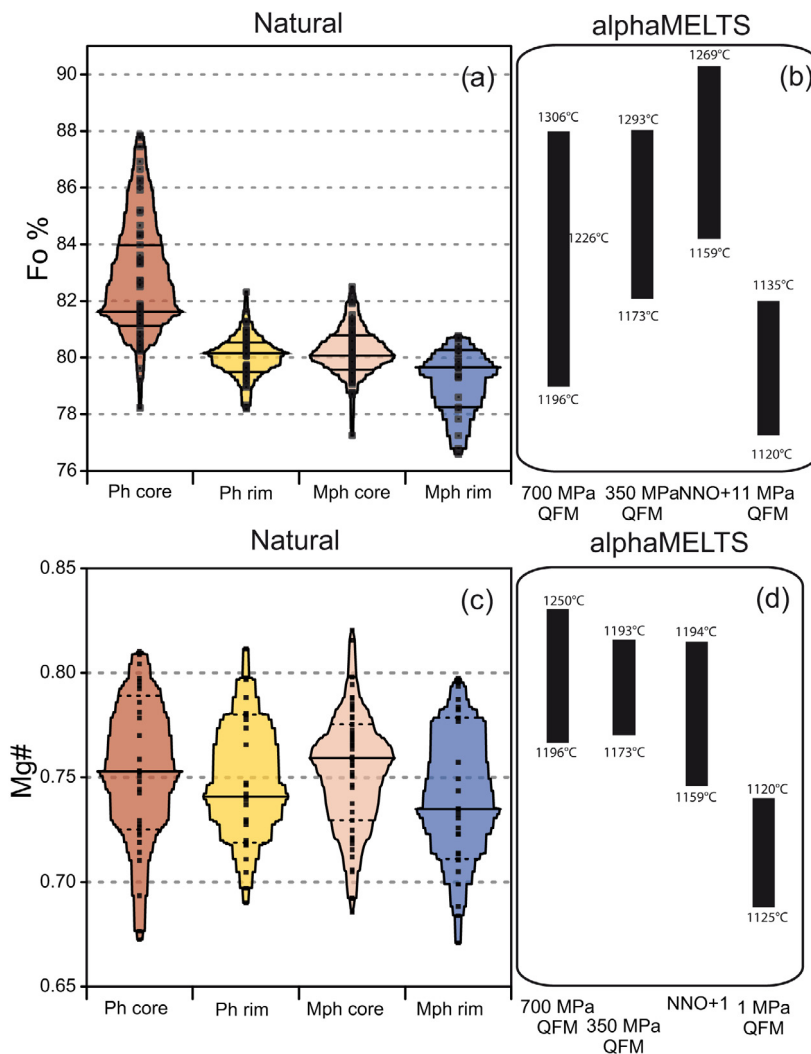 Natural
alphaMELTS
(a)
(b)
Fo %
90
88
86
84
82
80
78
76
1306°C
1196°C
1226°C
1293°C
1173°C
1269°C
1159°C
1135°C
1120°C
Ph core
Ph rim
Mph core
Mph rim
700 MPa
QFM
350 MPa
QFM
NNO+1
1 MPa
QFM
Natural
alphaMELTS
(c)
(d)
Mg#
0.85
0.80
0.75
0.70
0.65
1250°C
1196°C
1193°C
1173°C
1194°C
1159°C
1120°C
1125°C
Ph core
Ph rim
Mph core
Mph rim
700 MPa
QFM
350 MPa
QFM
NNO+1
1 MPa
QFM